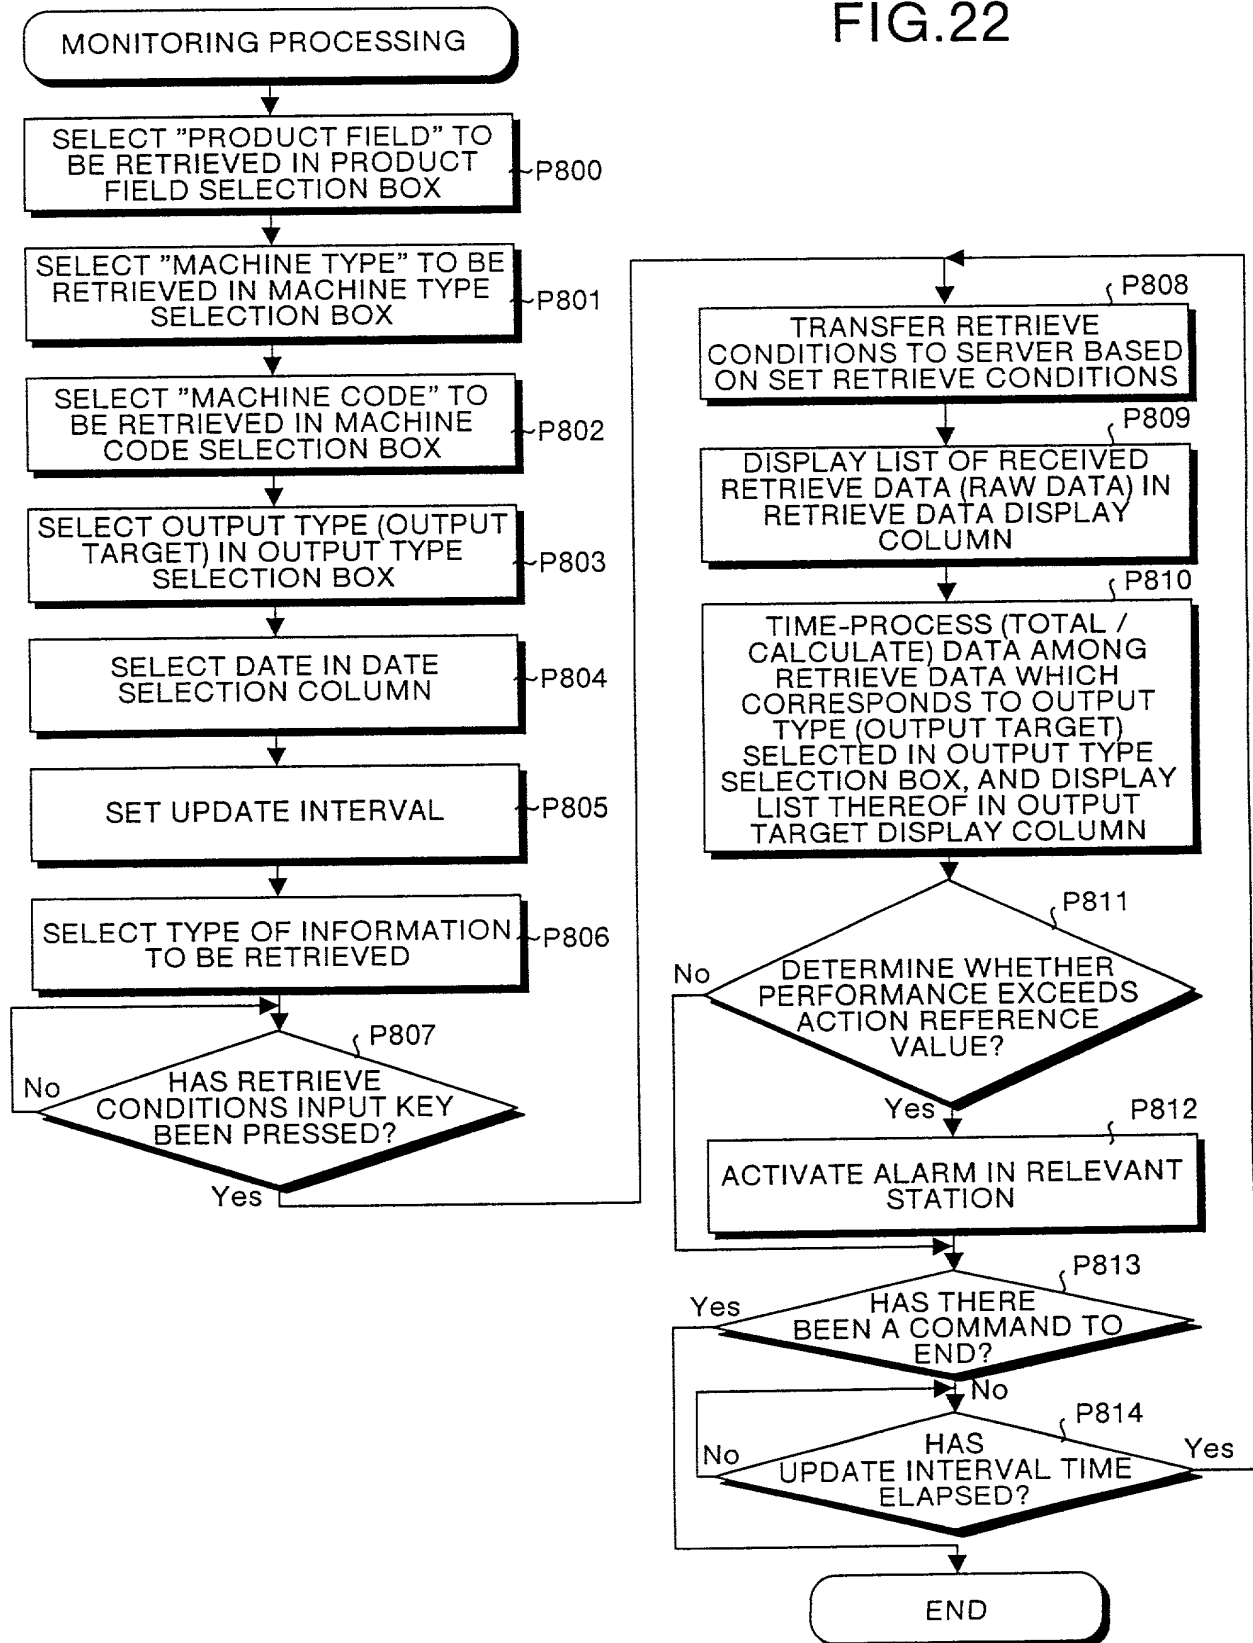 FIG.22
MONITORING PROCESSING
SELECT "PRODUCT FIELD" TO
BE RETRIEVED IN PRODUCT
FIELD SELECTION BOX
P800
SELECT "MACHINE TYPE" TO BE
RETRIEVED IN MACHINE TYPE
SELECTION BOX
P801
SELECT "MACHINE CODE" TO
BE RETRIEVED IN MACHINE
CODE SELECTION BOX
P802
SELECT OUTPUT TYPE (OUTPUT
TARGET) IN OUTPUT TYPE
SELECTION BOX
P803
SELECT DATE IN DATE
SELECTION COLUMN
P804
SET UPDATE INTERVAL
P805
SELECT TYPE OF INFORMATION
TO BE RETRIEVED
P806
P807
No
HAS RETRIEVE
CONDITIONS INPUT KEY
BEEN PRESSED?
Yes
P808
TRANSFER RETRIEVE
CONDITIONS TO SERVER BASED
ON SET RETRIEVE CONDITIONS
P809
DISPLAY LIST OF RECEIVED
RETRIEVE DATA (RAW DATA) IN
RETRIEVE DATA DISPLAY
COLUMN
P810
TIME-PROCESS (TOTAL /
CALCULATE) DATA AMONG
RETRIEVE DATA WHICH
CORRESPONDS TO OUTPUT
TYPE (OUTPUT TARGET)
SELECTED IN OUTPUT TYPE
SELECTION BOX, AND DISPLAY
LIST THEREOF IN OUTPUT
TARGET DISPLAY COLUMN
P811
No
DETERMINE WHETHER
PERFORMANCE EXCEEDS
ACTION REFERENCE
VALUE?
Yes
P812
ACTIVATE ALARM IN RELEVANT
STATION
P813
Yes
HAS THERE
BEEN A COMMAND TO
END?
No
P814
No
HAS
UPDATE INTERVAL TIME
ELAPSED?
Yes
END